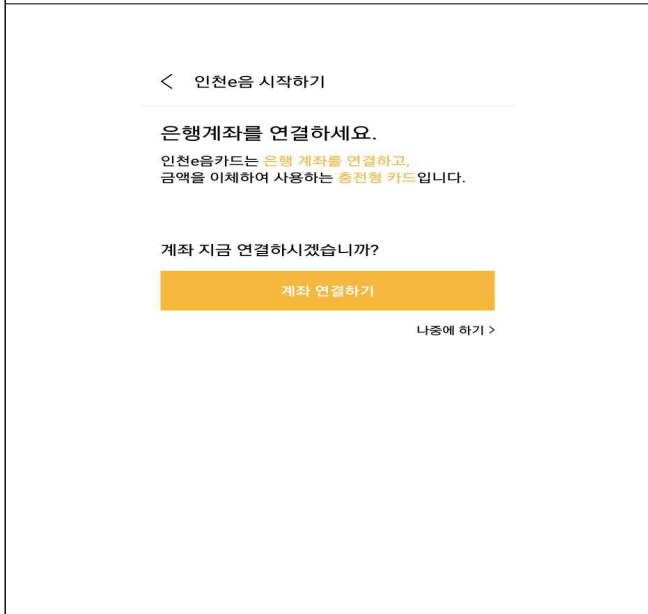 < 인천e음 시작하기
은행계좌를 연결하세요.
인천e음카드는 은행 계좌를 연결하고,
금액을 이체하여 사용하는 충전형 카드입니다.
계좌 지금 연결하시겠습니까?
계좌 연결하기
나중에 하기 >